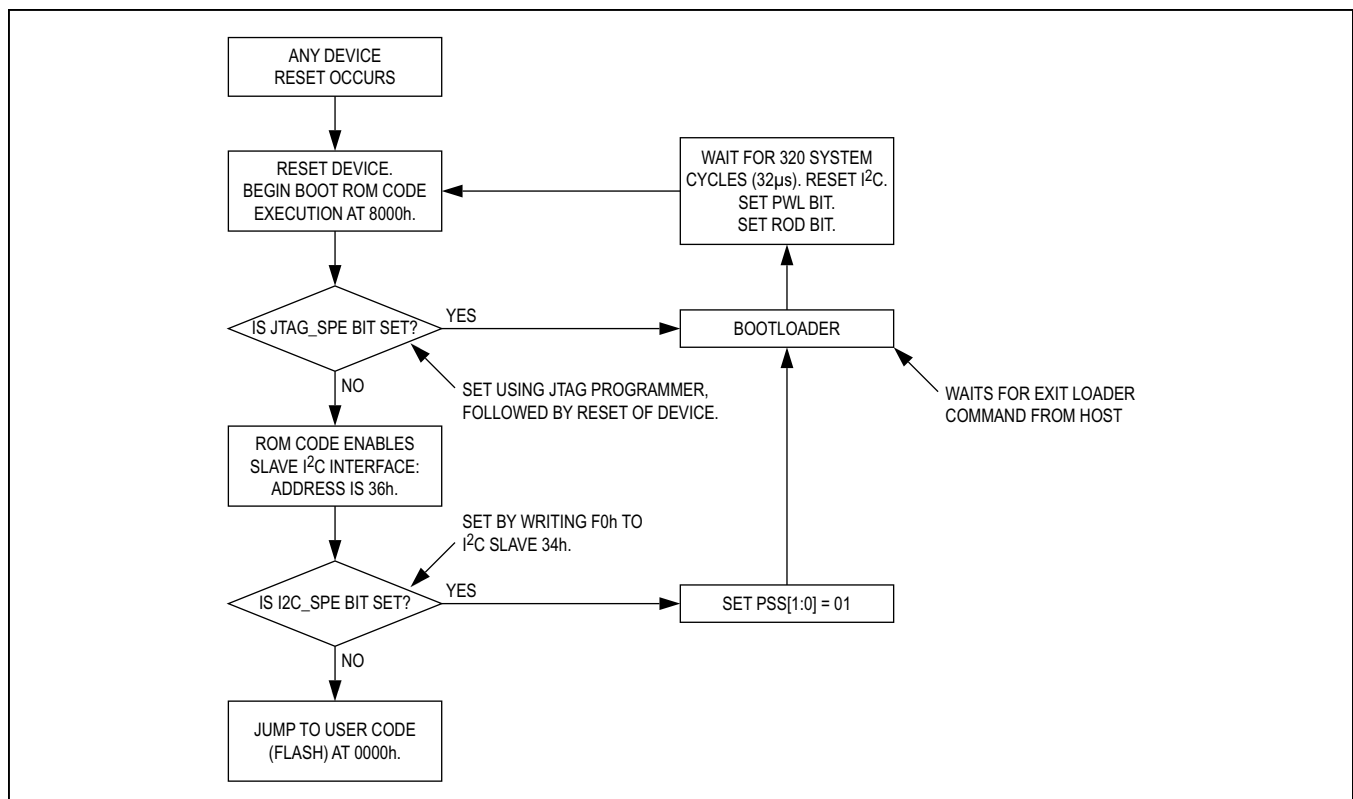 ANY DEVICE
RESET OCCURS
RESET DEVICE.
BEGIN BOOT ROM CODE
EXECUTION AT 8000h.
WAIT FOR 320 SYSTEM
CYCLES (32µs). RESET I²C.
SET PWL BIT.
SET ROD BIT.
IS JTAG_SPE BIT SET?
YES
BOOTLOADER
NO
SET USING JTAG PROGRAMMER,
FOLLOWED BY RESET OF DEVICE.
WAITS FOR EXIT LOADER
COMMAND FROM HOST
ROM CODE ENABLES
SLAVE I²C INTERFACE:
ADDRESS IS 36h.
SET BY WRITING F0h TO
I²C SLAVE 34h.
IS I2C_SPE BIT SET?
YES
SET PSS[1:0] = 01
NO
JUMP TO USER CODE
(FLASH) AT 0000h.